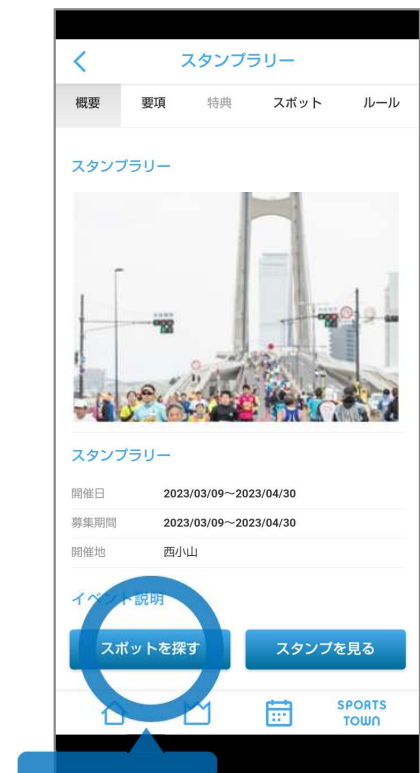 スタンプラリー
概要 要項 特典 スポット ルール
スタンプラリー
スタンプラリー
開催日 2023/03/09〜2023/04/30
募集期間 2023/03/09〜2023/04/30
開催地 西小山
イベント説明
スポットを探す スタンプを見る
SPORTS
TOWN